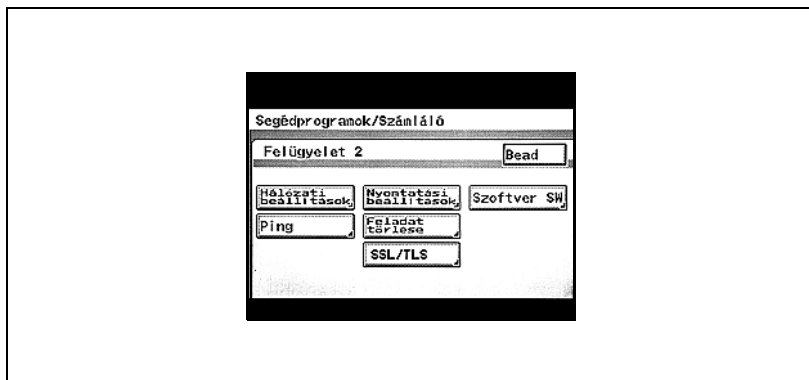 Segédprogramok/Számláló
Felügyelet 2
Bead
Hálózati
beállítások
Nyomtatási
beállítások
Szoftver SW
Ping
Feladat
törlése
SSL/TLS